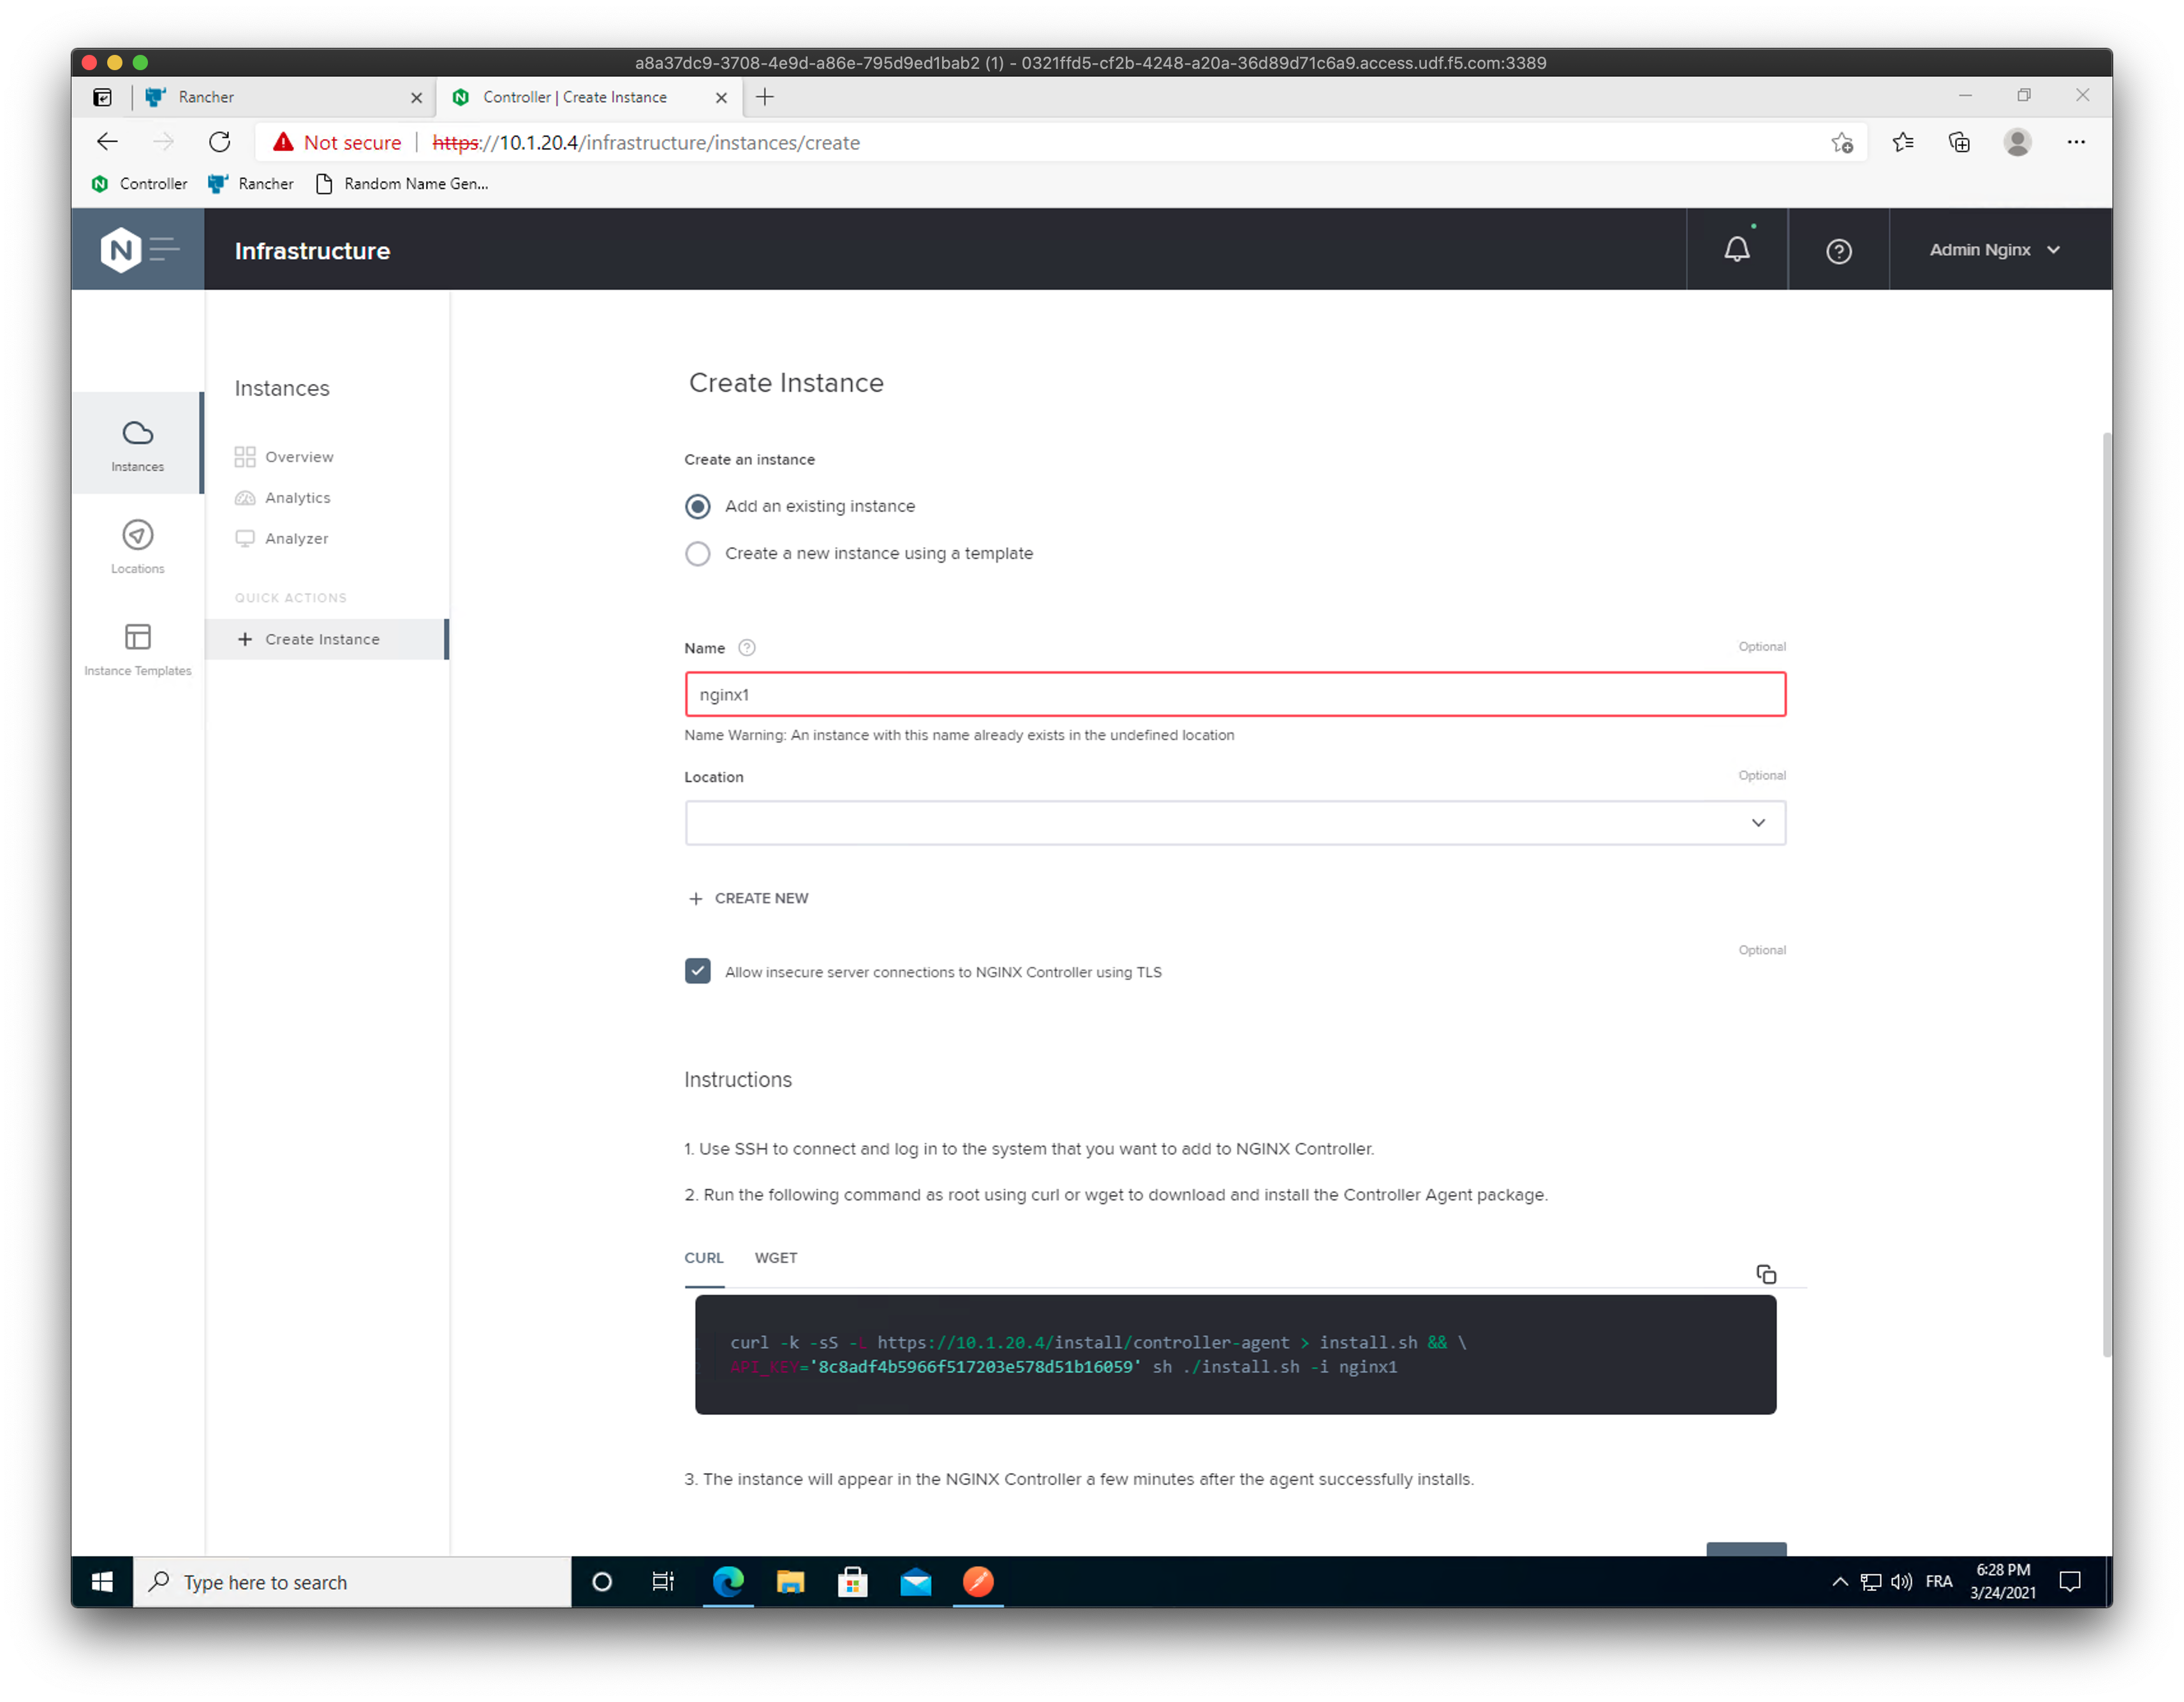 a8a37dc9-3708-4e9d-a86e-795d9ed1bab2 (1) - 0321ffd5-cf2b-4248-a20a-36d89d71c6a9.access.udf.f5.com:3389
Rancher
Controller | Create Instance
Not secure
https://10.1.20.4/infrastructure/instances/create
Controller
Rancher
Random Name Gen...
N
Infrastructure
Admin Nginx
Instances
Locations
Instance Templates
Instances
Overview
Analytics
Analyzer
QUICK ACTIONS
Create Instance
Create Instance
Create an instance
Add an existing instance
Create a new instance using a template
Name
Optional
nginx1
Name Warning: An instance with this name already exists in the undefined location
Location
Optional
CREATE NEW
Optional
Allow insecure server connections to NGINX Controller using TLS
Instructions
1. Use SSH to connect and log in to the system that you want to add to NGINX Controller.
2. Run the following command as root using curl or wget to download and install the Controller Agent package.
CURL
WGET
curl -k -sS -L https://10.1.20.4/install/controller-agent > install.sh && \
API_KEY='8c8adf4b5966f517203e578d51b16059' sh ./install.sh -i nginx1
3. The instance will appear in the NGINX Controller a few minutes after the agent successfully installs.
Type here to search
FRA
6:28 PM
3/24/2021